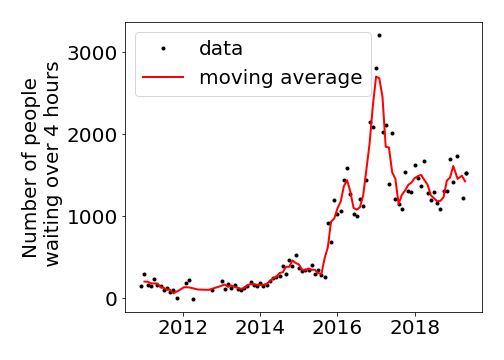 data
moving average
Number of people
waiting over 4 hours
3000
2000
1000
0
2012
2014
2016
2018